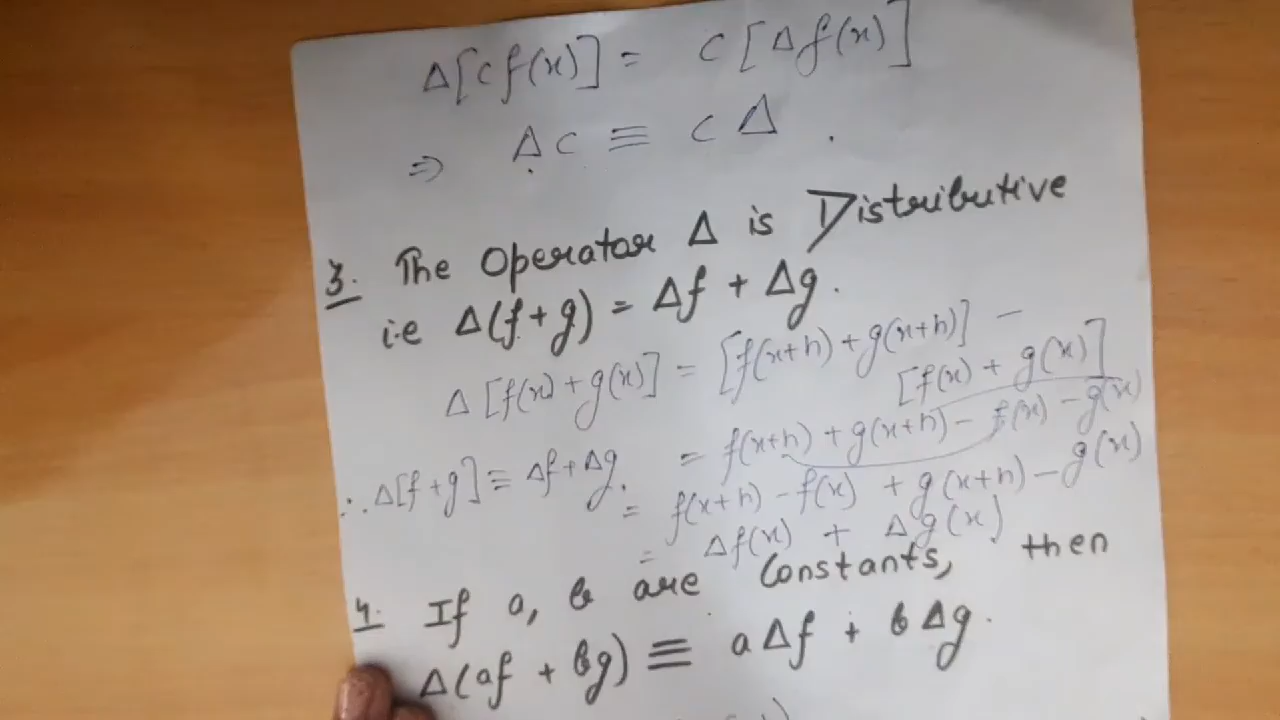 Δ[cf(x)] = c[Δf(x)]
⇒ Δc ≡ cΔ.
3. The Operator Δ is Distributive
i.e Δ(f+g) = Δf + Δg.
Δ[f(x)+g(x)] = [f(x+h)+g(x+h)] -
[f(x) + g(x)]
= f(x+h) + g(x+h) - f(x) - g(x)
∴ Δ[f+g] ≡ Δf+Δg.
= f(x+h) - f(x) + g(x+h) - g(x)
= Δf(x) + Δg(x)
4. If a, b are Constants, then
Δ(af + bg) ≡ aΔf + bΔg.